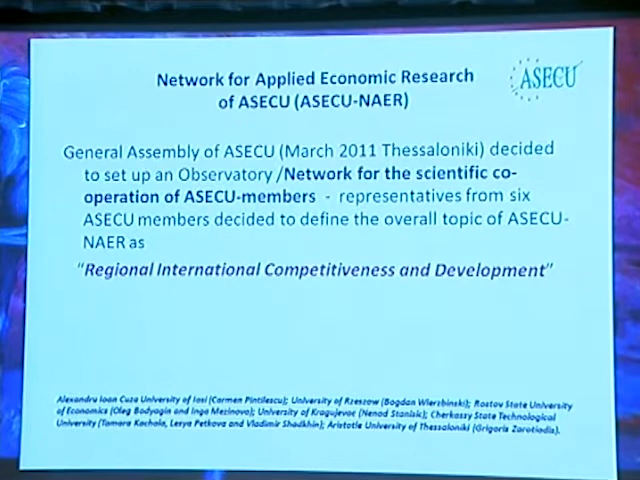 Network for Applied Economic Research
of ASECU (ASECU-NAER)
ASECU
General Assembly of ASECU (March 2011 Thessaloniki) decided
to set up an Observatory /Network for the scientific co-
operation of ASECU-members - representatives from six
ASECU members decided to define the overall topic of ASECU-
NAER as
“Regional International Competitiveness and Development”
Alexandru Ioan Cuza University of Iasi (Carmen Pintilescu); University of Rzeszow (Bogdan Wierzbinski); Rostov State University
of Economics (Oleg Bodyagin and Inga Mezinova); University of Kragujevac (Nenad Stanisic); Cherkassy State Technological
University (Tamara Kachala, Lesya Petkova and Vladimir Shadkhin); Aristotle University of Thessaloniki (Grigoris Zarotiadis).